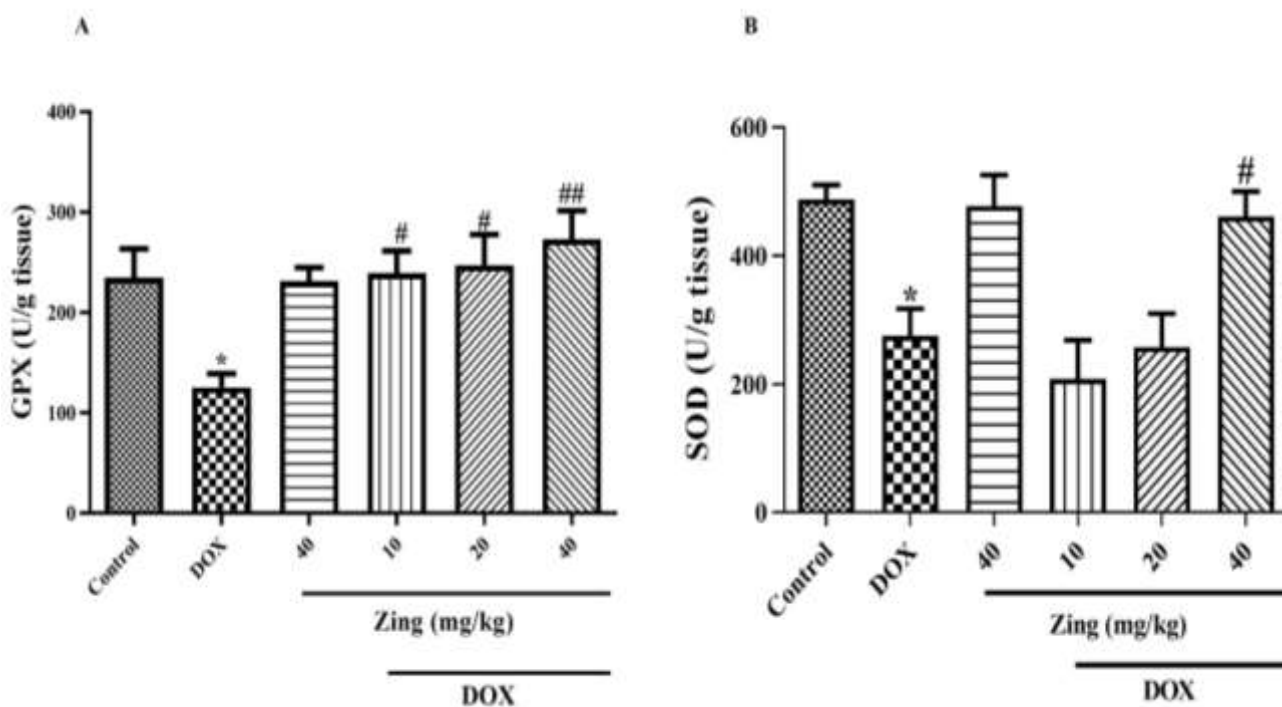 A
GPX (U/g tissue)
400
300
200
100
0
*
#
#
##
Control
DOX
40
10
20
40
Zing (mg/kg)
DOX
B
SOD (U/g tissue)
600
400
200
0
*
#
Control
DOX
40
10
20
40
Zing (mg/kg)
DOX